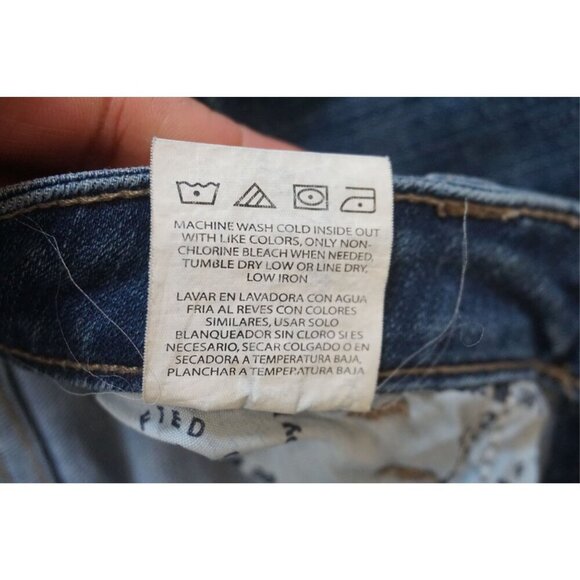 MACHINE WASH COLD INSIDE OUT
WITH LIKE COLORS, ONLY NON-
CHLORINE BLEACH WHEN NEEDED,
TUMBLE DRY LOW OR LINE DRY,
LOW IRON
LAVAR EN LAVADORA CON AGUA
FRIA AL REVES CON COLORES
SIMILARES, USAR SOLO
BLANQUEADOR SIN CLORO SI ES
NECESARIO, SECAR COLGADO O EN
SECADORA A TEMPERATURA BAJA,
PLANCHAR A TEMPEPATURA BAJA
FTED